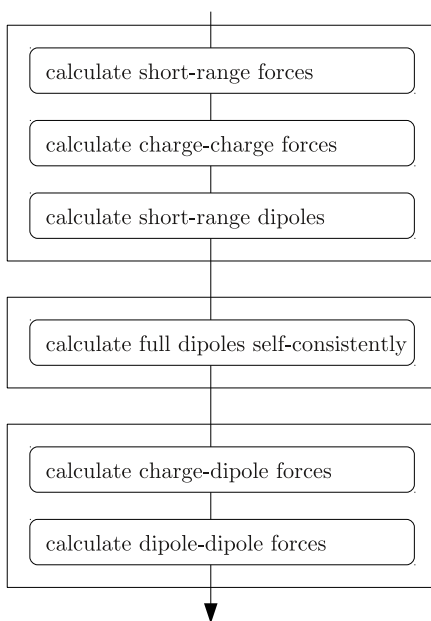 calculate short-range forces
calculate charge-charge forces
calculate short-range dipoles
calculate full dipoles self-consistently
calculate charge-dipole forces
calculate dipole-dipole forces